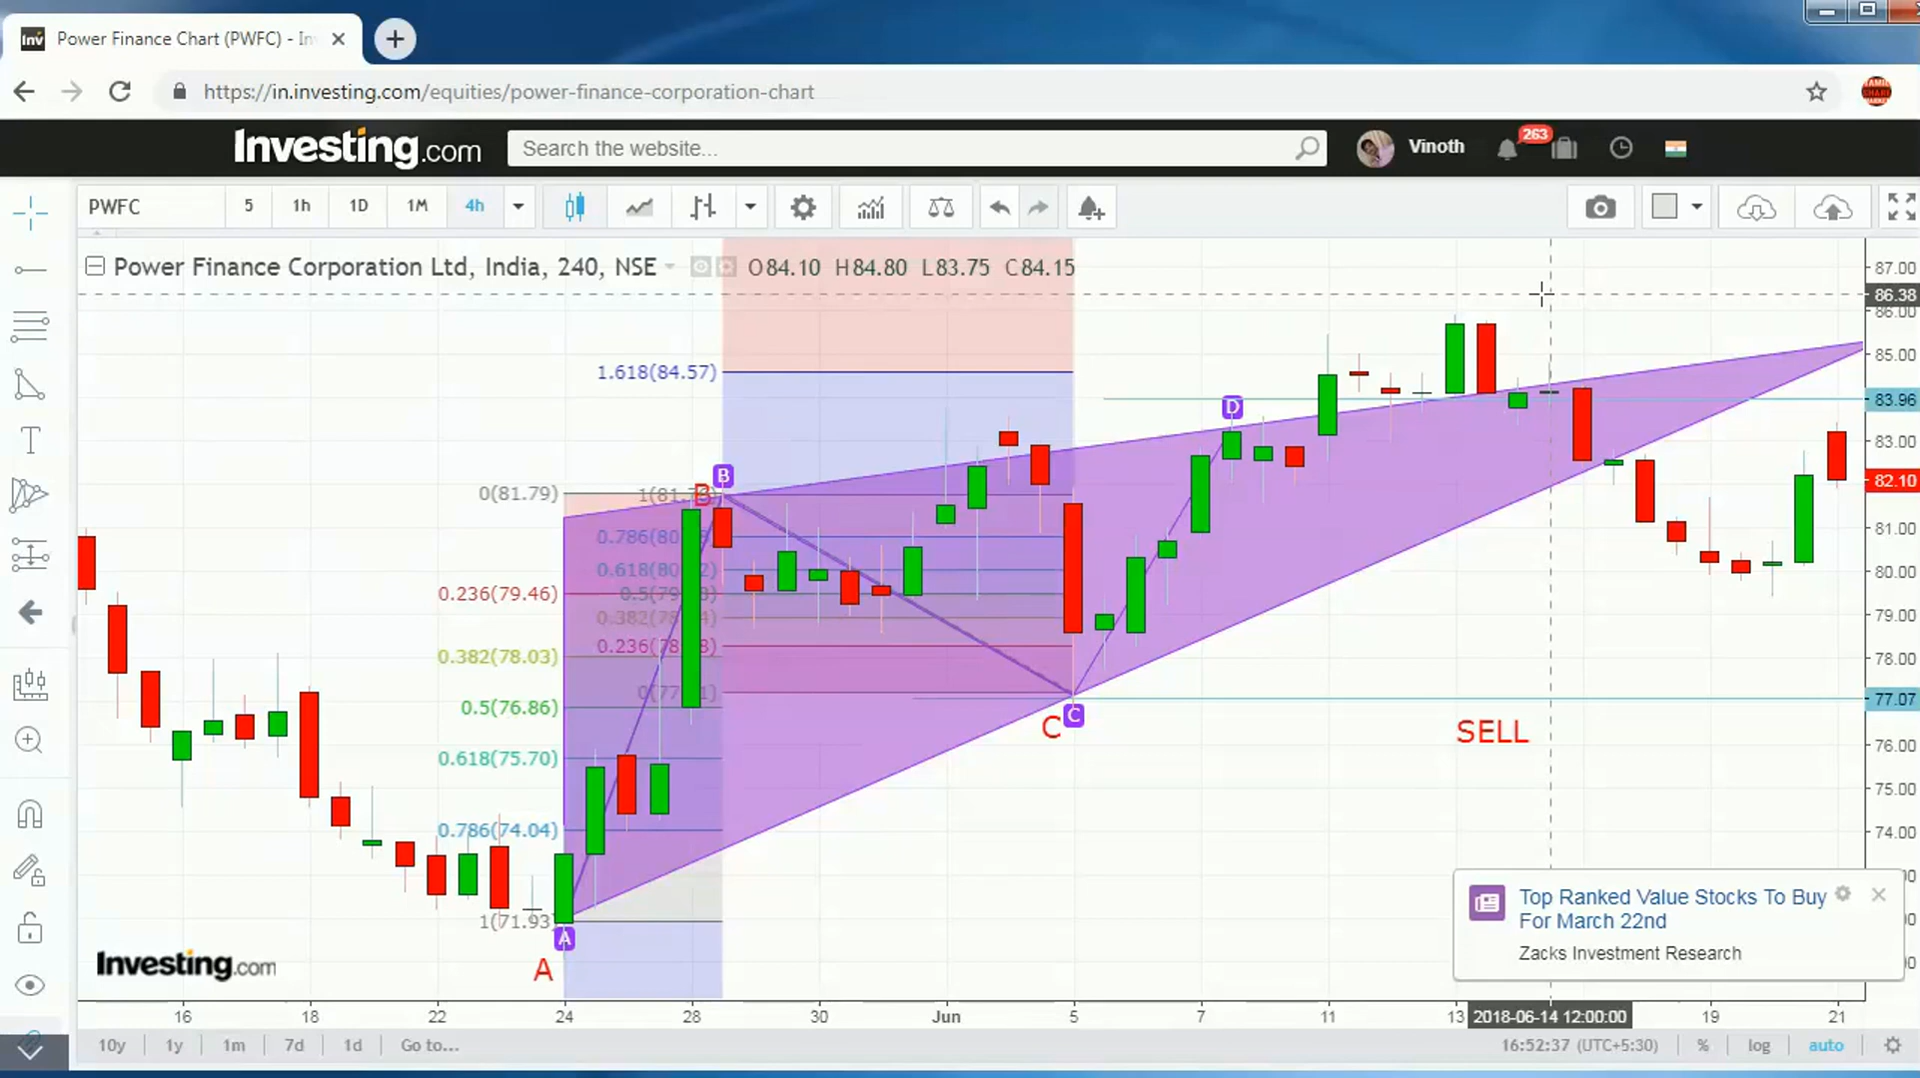 Inv Power Finance Chart (PWFC) - In
https://in.investing.com/equities/power-finance-corporation-chart
TAMIL
SHARE
MARKET
Investing.com
Search the website...
Vinoth
263
PWFC 5 1h 1D 1M 4h
Power Finance Corporation Ltd, India, 240, NSE O84.10 H84.80 L83.75 C84.15
87.00
86.38
86.00
1.618(84.57)
85.00
D
83.96
83.00
B
82.10
0(81.79)
B
81.00
80.00
0.236(79.46)
79.00
0.382(78.03)
78.00
77.07
0.5(76.86)
C C
SELL
76.00
0.618(75.70)
75.00
0.786(74.04)
74.00
1(71.93)
A
A
Top Ranked Value Stocks To Buy
For March 22nd
Zacks Investment Research
Investing.com
16 18 22 24 28 30 Jun 5 7 11 13 2018-06-14 12:00:00 19 21
10y 1y 1m 7d 1d Go to... 16:52:37 (UTC+5:30) % log auto